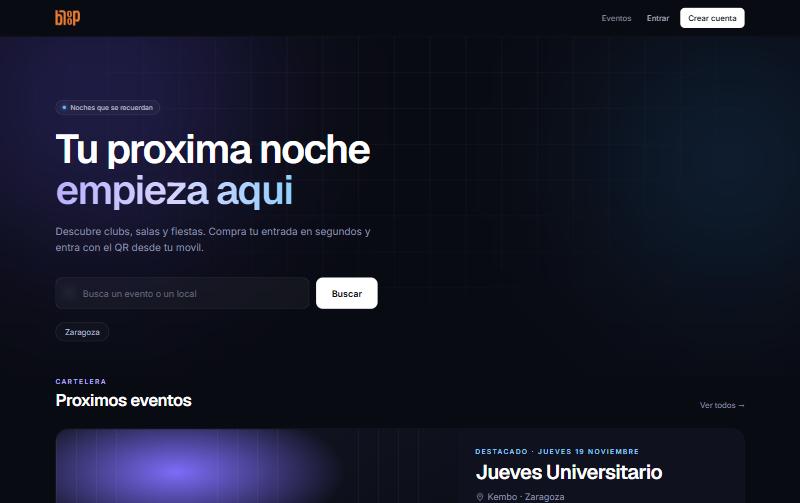 bloop
Eventos
Entrar
Crear cuenta
Noches que se recuerdan
Tu proxima noche
empieza aqui
Descubre clubs, salas y fiestas. Compra tu entrada en segundos y
entra con el QR desde tu movil.
Busca un evento o un local
Buscar
Zaragoza
CARTELERA
Proximos eventos
Ver todos →
DESTACADO · JUEVES 19 NOVIEMBRE
Jueves Universitario
Kembo · Zaragoza